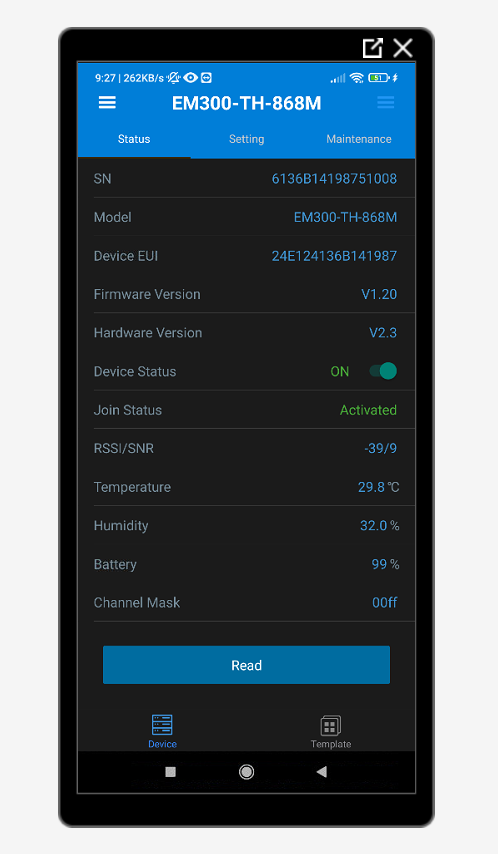 9:27 | 262KB/s
EM300-TH-868M
Status Setting Maintenance
SN 6136B14198751008
Model EM300-TH-868M
Device EUI 24E124136B141987
Firmware Version V1.20
Hardware Version V2.3
Device Status ON
Join Status Activated
RSSI/SNR -39/9
Temperature 29.8 ℃
Humidity 32.0 %
Battery 99 %
Channel Mask 00ff
Read
Device Template